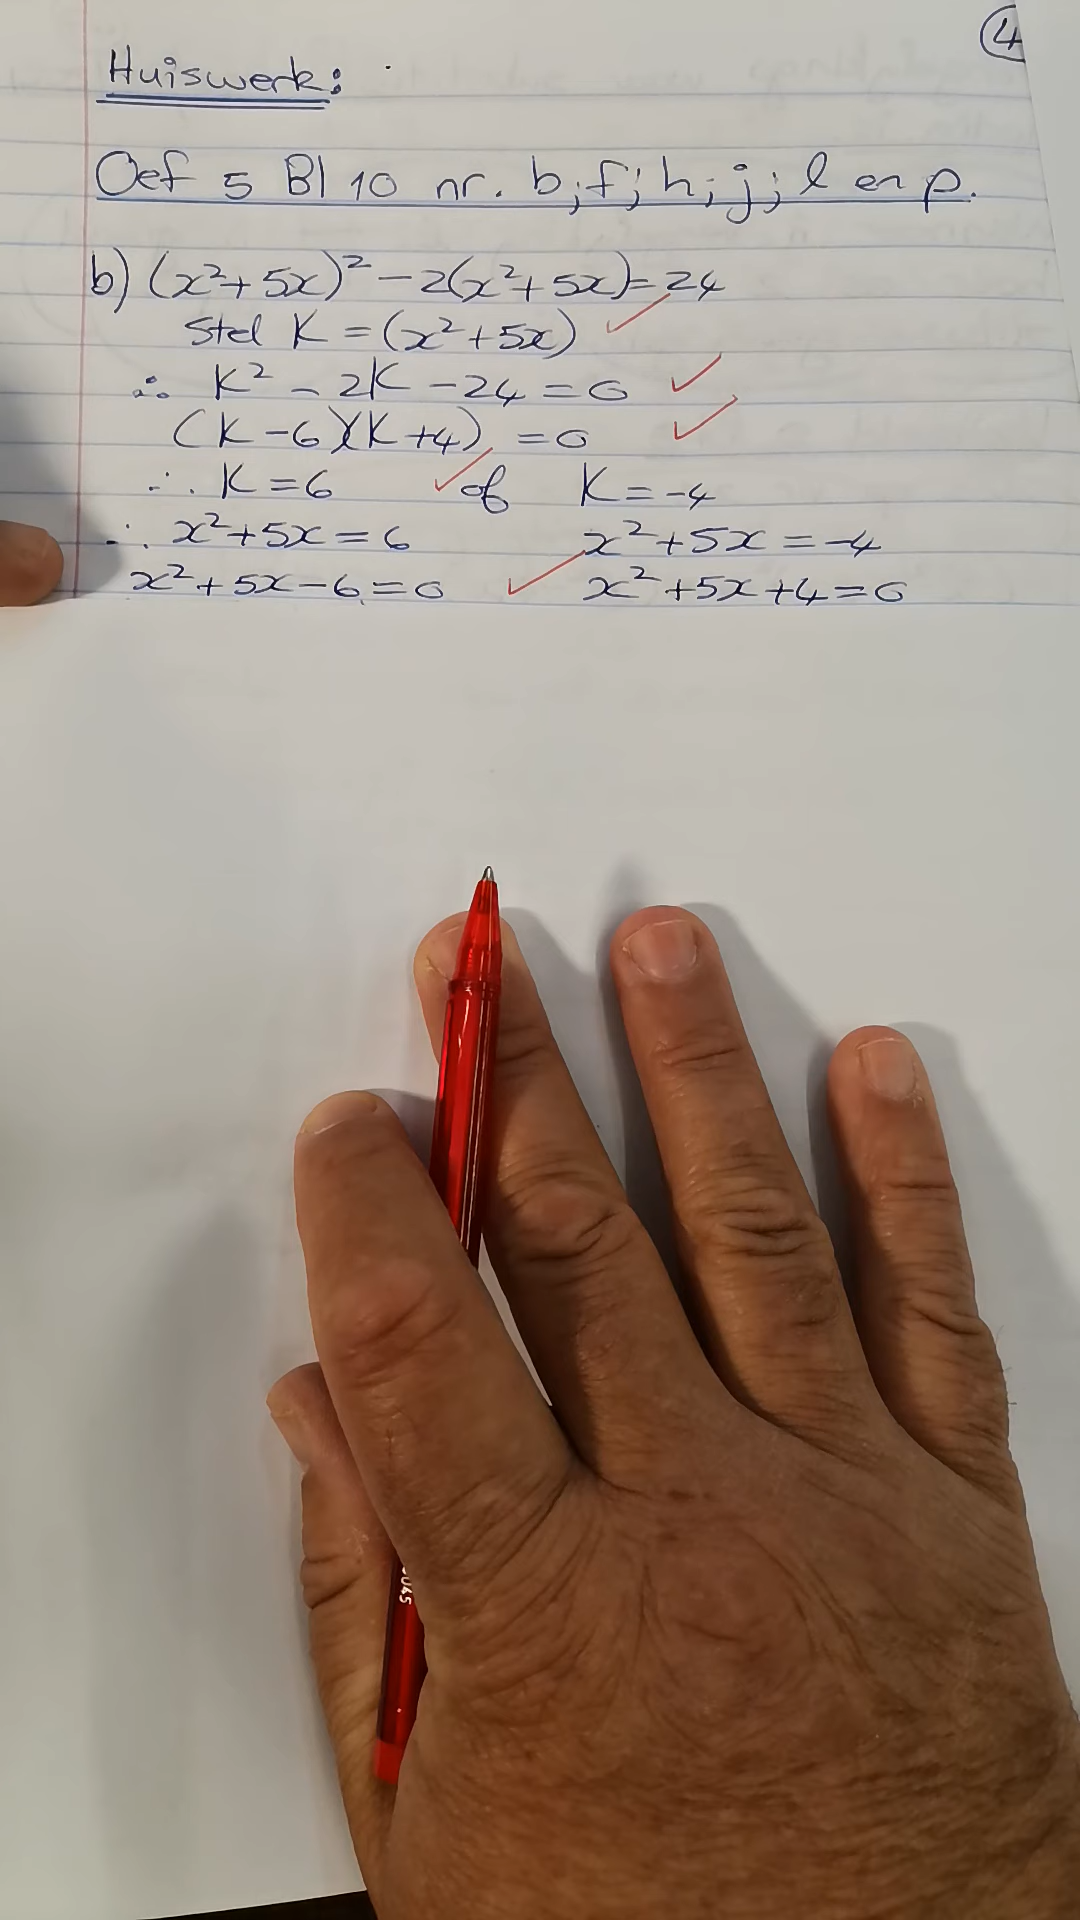 4
Huiswerk:
Oef 5 Bl 10 nr. b; f; h; j; l en p.
b) (x²+5x)² - 2(x²+5x) = 24
Stel K = (x²+5x)
∴ K² - 2K - 24 = 0
(K-6)(K+4) = 0
∴ K = 6 of K = -4
∴ x²+5x = 6 x²+5x = -4
x²+5x-6 = 0 x²+5x+4 = 0